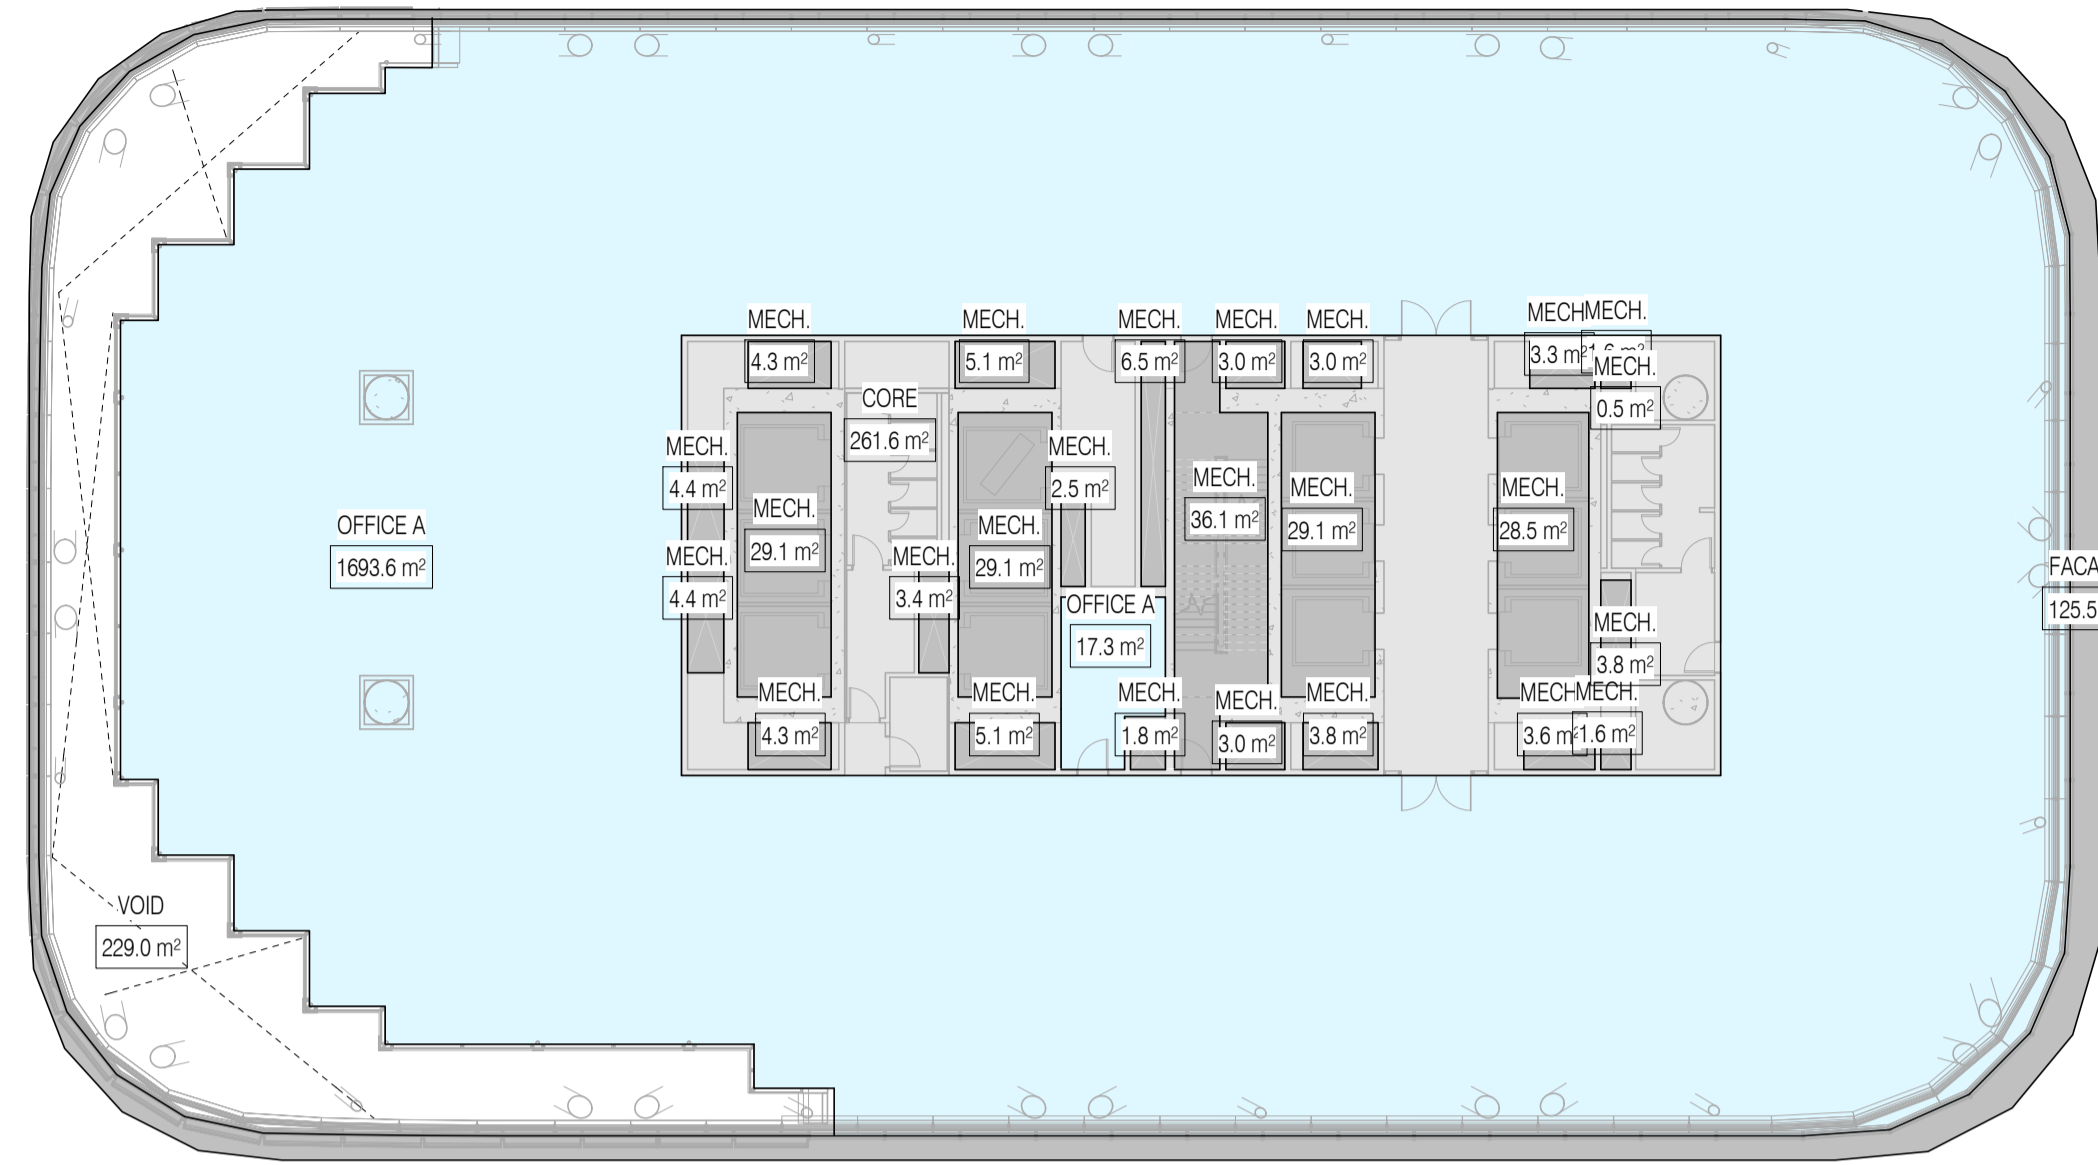 MECH.
4.3 m²
MECH.
5.1 m²
MECH.
6.5 m²
MECH.
3.0 m²
MECH.
3.0 m²
MECH
3.3 m²
MECH.
MECH.
0.5 m²
CORE
261.6 m²
MECH.
4.4 m²
MECH.
2.5 m²
MECH.
36.1 m²
MECH.
29.1 m²
MECH.
28.5 m²
OFFICE A
1693.6 m²
MECH.
29.1 m²
MECH.
29.1 m²
MECH.
4.4 m²
MECH.
3.4 m²
OFFICE A
17.3 m²
FACA
125.5
MECH.
3.8 m²
MECH.
4.3 m²
MECH.
5.1 m²
MECH.
1.8 m²
MECH.
3.0 m²
MECH.
3.8 m²
MECH
3.6 m
MECH.
1.6 m²
VOID
229.0 m²